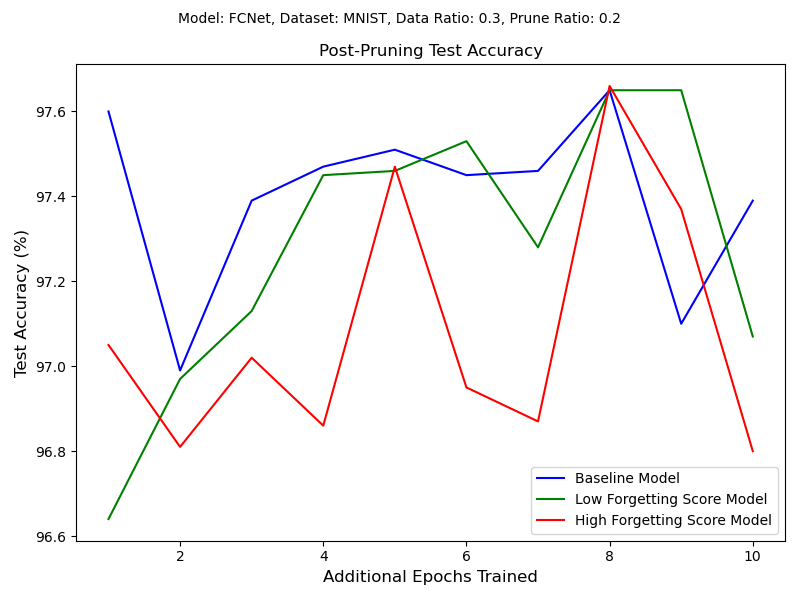 Model: FCNet, Dataset: MNIST, Data Ratio: 0.3, Prune Ratio: 0.2
Post-Pruning Test Accuracy
97.6
97.4
97.2
97.0
96.8
96.6
Test Accuracy (%)
Baseline Model
Low Forgetting Score Model
High Forgetting Score Model
2
4
6
8
10
Additional Epochs Trained